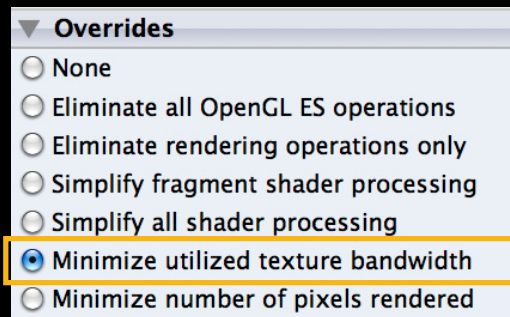 Overrides
None
Eliminate all OpenGL ES operations
Eliminate rendering operations only
Simplify fragment shader processing
Simplify all shader processing
Minimize utilized texture bandwidth
Minimize number of pixels rendered